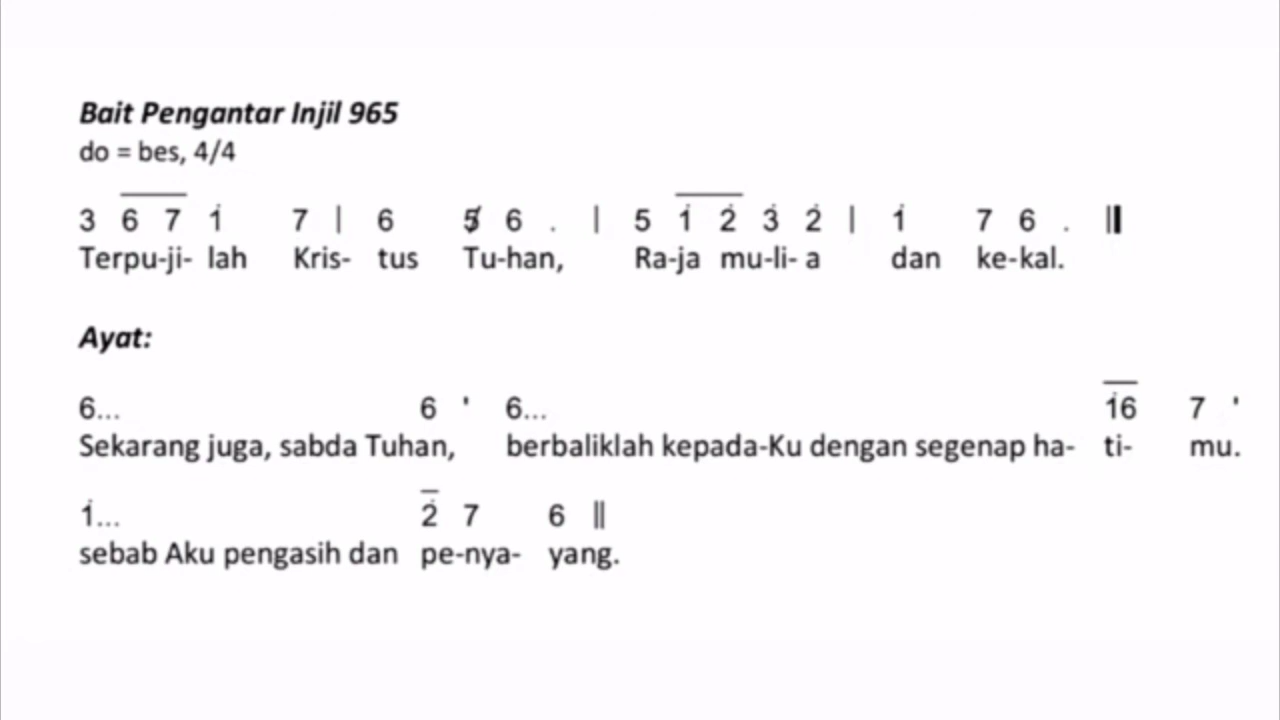 Bait Pengantar Injil 965
do = bes, 4/4
3 6 7 1̇ 7 | 6 5̸ 6 . | 5 1̇ 2̇ 3̇ 2̇ | 1̇ 7 6 . ||
Terpu-ji- lah Kris- tus Tu-han, Ra-ja mu-li- a dan ke-kal.
Ayat:
6... 6 ' 6... 1̇6 7 '
Sekarang juga, sabda Tuhan, berbaliklah kepada-Ku dengan segenap ha- ti- mu.
1̇... 2̇ 7 6 ||
sebab Aku pengasih dan pe-nya- yang.